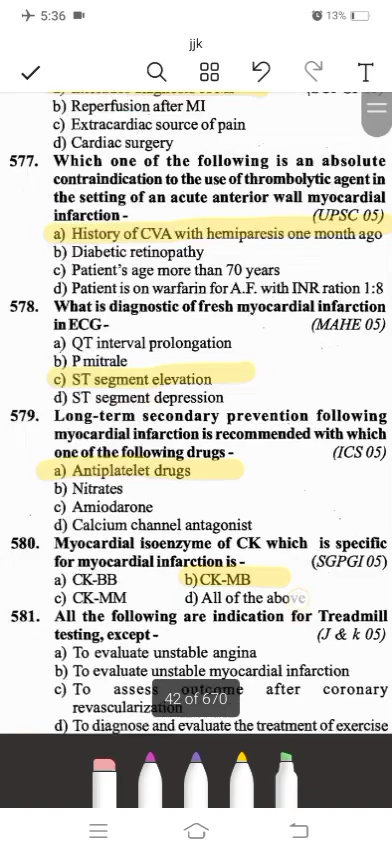 5:36
13%
jjk
T
b) Reperfusion after MI
c) Extracardiac source of pain
d) Cardiac surgery
577. Which one of the following is an absolute
contraindication to the use of thrombolytic agent in
the setting of an acute anterior wall myocardial
infarction - (UPSC 05)
a) History of CVA with hemiparesis one month ago
b) Diabetic retinopathy
c) Patient's age more than 70 years
d) Patient is on warfarin for A.F. with INR ration 1:8
578. What is diagnostic of fresh myocardial infarction
in ECG - (MAHE 05)
a) QT interval prolongation
b) P mitrale
c) ST segment elevation
d) ST segment depression
579. Long-term secondary prevention following
myocardial infarction is recommended with which
one of the following drugs - (ICS 05)
a) Antiplatelet drugs
b) Nitrates
c) Amiodarone
d) Calcium channel antagonist
580. Myocardial isoenzyme of CK which is specific
for myocardial infarction is - (SGPGI 05)
a) CK-BB b) CK-MB
c) CK-MM d) All of the above
581. All the following are indication for Treadmill
testing, except - (J & k 05)
a) To evaluate unstable angina
b) To evaluate unstable myocardial infarction
c) To assess outcome after coronary
revascularization
42 of 670
d) To diagnose and evaluate the treatment of exercise